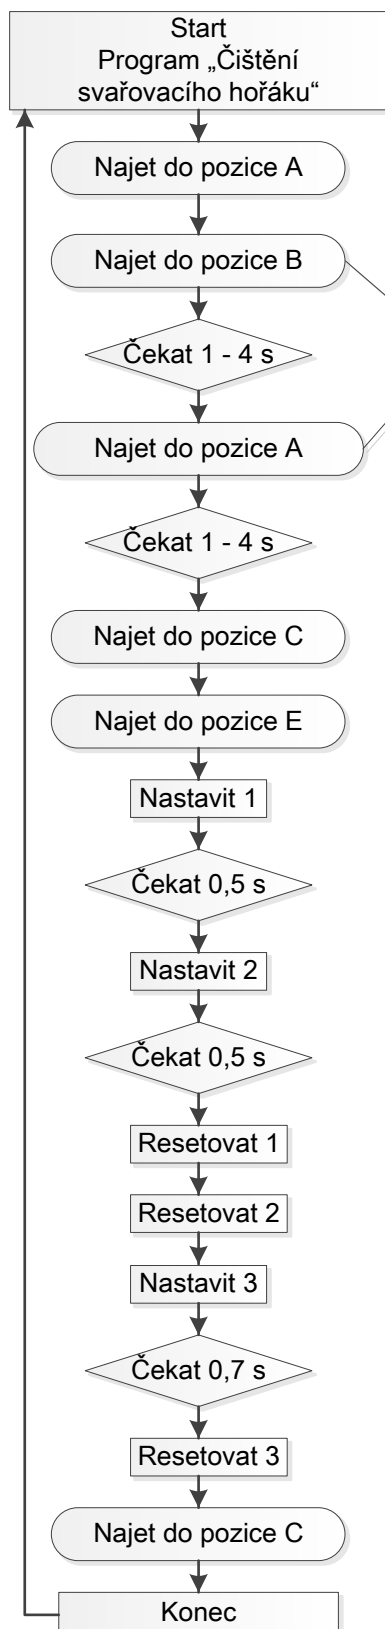 Start
Program „Čištění
svařovacího hořáku“
Najet do pozice A
Najet do pozice B
Čekat 1 - 4 s
Najet do pozice A
Čekat 1 - 4 s
Najet do pozice C
Najet do pozice E
Nastavit 1
Čekat 0,5 s
Nastavit 2
Čekat 0,5 s
Resetovat 1
Resetovat 2
Nastavit 3
Čekat 0,7 s
Resetovat 3
Najet do pozice C
Konec